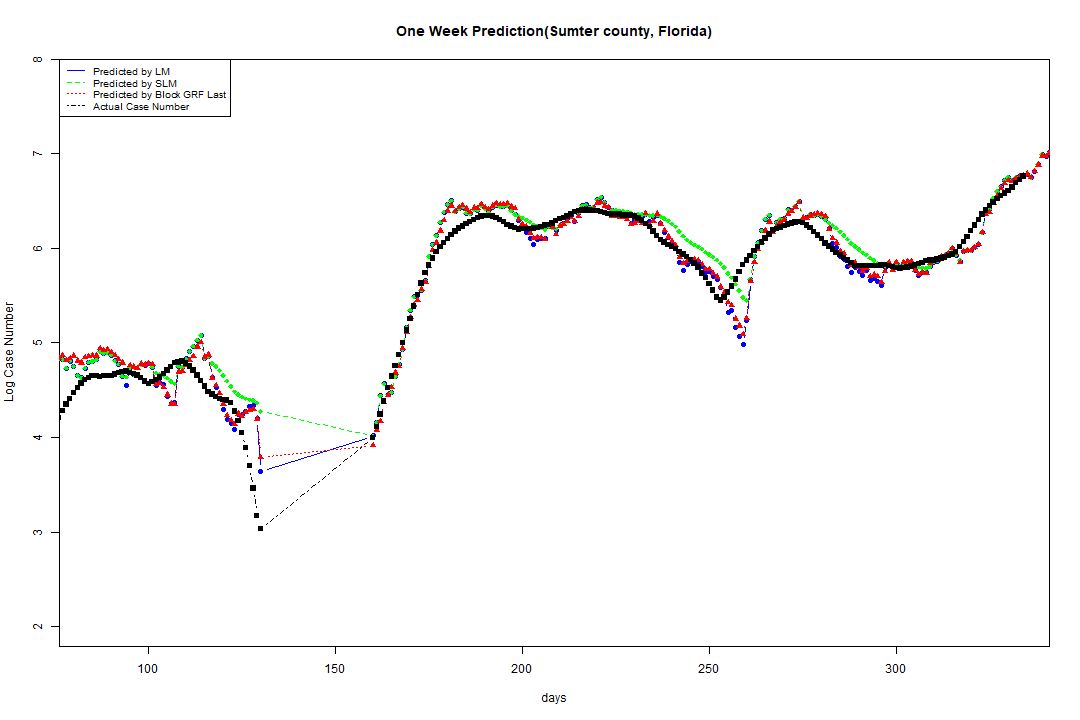 One Week Prediction(Sumter county, Florida)
8
Predicted by LM
Predicted by SLM
Predicted by Block GRF Last
Actual Case Number
7
6
5
4
3
2
Log Case Number
100 150 200 250 300
days